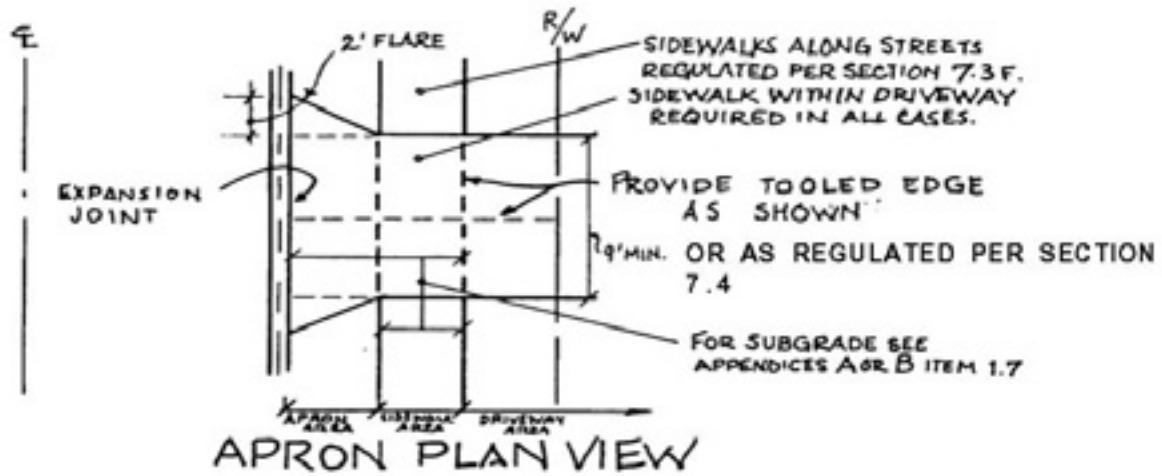 ℄
2' FLARE
R/W
SIDEWALKS ALONG STREETS
REGULATED PER SECTION 7.3 F.
SIDEWALK WITHIN DRIVEWAY
REQUIRED IN ALL CASES.
EXPANSION
JOINT
PROVIDE TOOLED EDGE
AS SHOWN
9' MIN. OR AS REGULATED PER SECTION
7.4
FOR SUBGRADE SEE
APPENDICES A OR B ITEM 1.7
APRON
AREA
SIDEWALK
AREA
DRIVEWAY
AREA
APRON PLAN VIEW